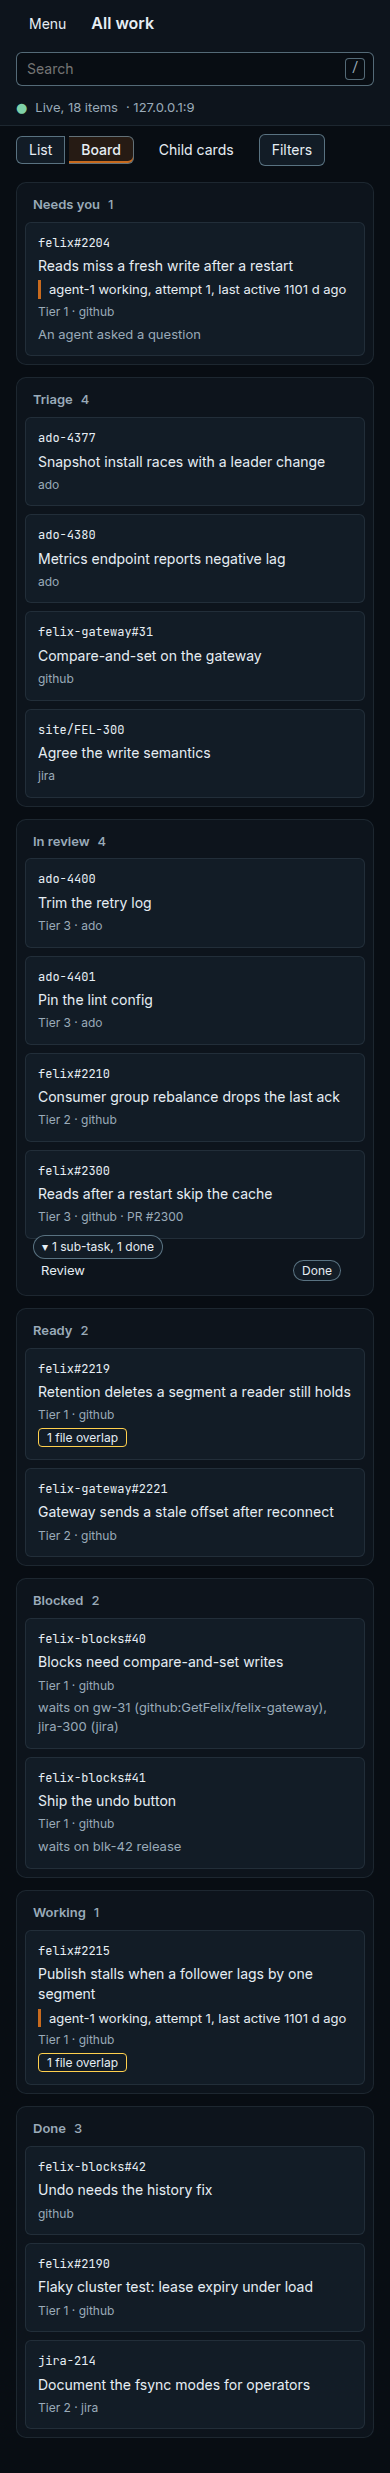 Menu All work
Search /
Live, 18 items · 127.0.0.1:9
List Board Child cards Filters
Needs you 1
felix#2204
Reads miss a fresh write after a restart
agent-1 working, attempt 1, last active 1101 d ago
Tier 1 · github
An agent asked a question
Triage 4
ado-4377
Snapshot install races with a leader change
ado
ado-4380
Metrics endpoint reports negative lag
ado
felix-gateway#31
Compare-and-set on the gateway
github
site/FEL-300
Agree the write semantics
jira
In review 4
ado-4400
Trim the retry log
Tier 3 · ado
ado-4401
Pin the lint config
Tier 3 · ado
felix#2210
Consumer group rebalance drops the last ack
Tier 2 · github
felix#2300
Reads after a restart skip the cache
Tier 3 · github · PR #2300
▾ 1 sub-task, 1 done
Review Done
Ready 2
felix#2219
Retention deletes a segment a reader still holds
Tier 1 · github
1 file overlap
felix-gateway#2221
Gateway sends a stale offset after reconnect
Tier 2 · github
Blocked 2
felix-blocks#40
Blocks need compare-and-set writes
Tier 1 · github
waits on gw-31 (github:GetFelix/felix-gateway),
jira-300 (jira)
felix-blocks#41
Ship the undo button
Tier 1 · github
waits on blk-42 release
Working 1
felix#2215
Publish stalls when a follower lags by one
segment
agent-1 working, attempt 1, last active 1101 d ago
Tier 1 · github
1 file overlap
Done 3
felix-blocks#42
Undo needs the history fix
github
felix#2190
Flaky cluster test: lease expiry under load
Tier 1 · github
jira-214
Document the fsync modes for operators
Tier 2 · jira